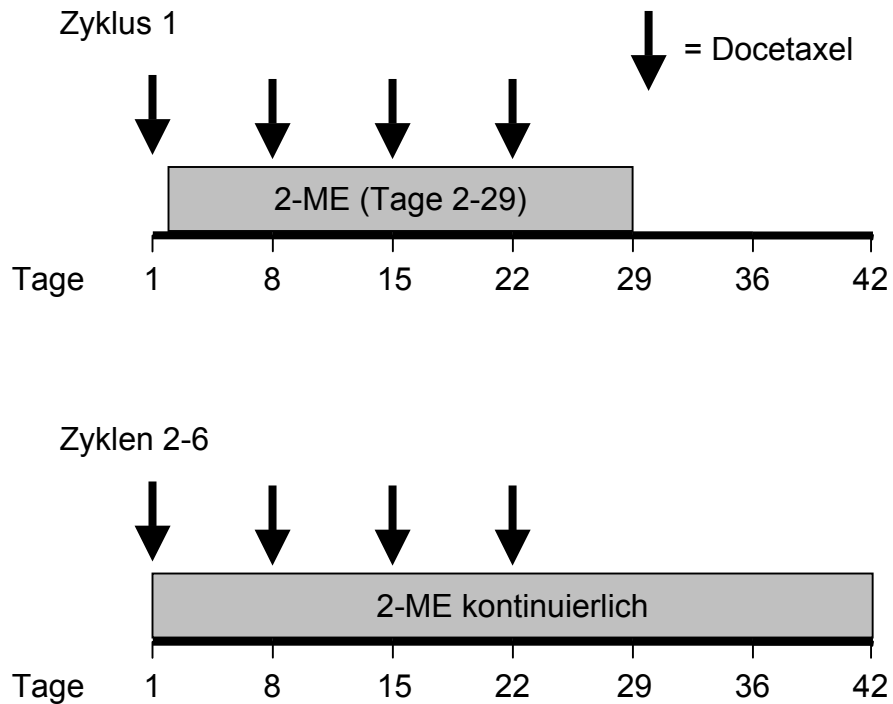 Zyklus 1
= Docetaxel
2-ME (Tage 2-29)
Tage 1 8 15 22 29 36 42
Zyklen 2-6
2-ME kontinuierlich
Tage 1 8 15 22 29 36 42